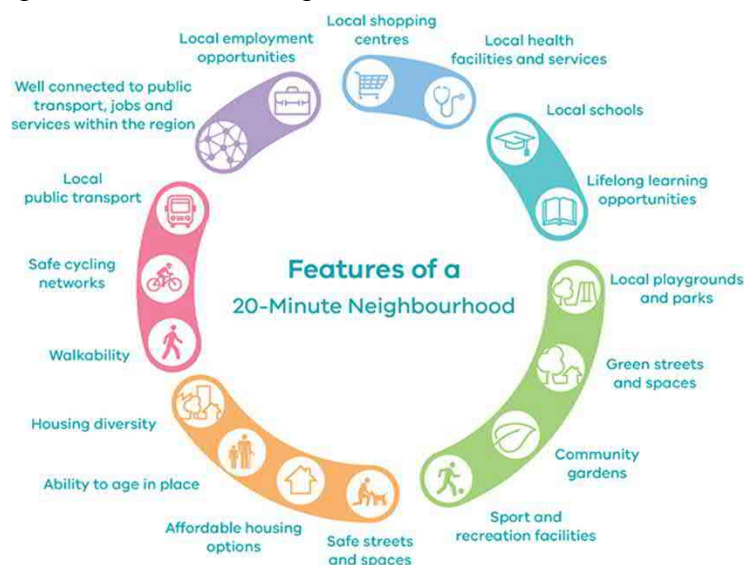 Local shopping
centres
Local health
facilities and services
Local schools
Lifelong learning
opportunities
Local playgrounds
and parks
Green streets
and spaces
Community
gardens
Sport and
recreation facilities
Safe streets
and spaces
Affordable housing
options
Ability to age in place
Housing diversity
Walkability
Safe cycling
networks
Local
public transport
Well connected to public
transport, jobs and
services within the region
Local employment
opportunities
Features of a
20-Minute Neighbourhood